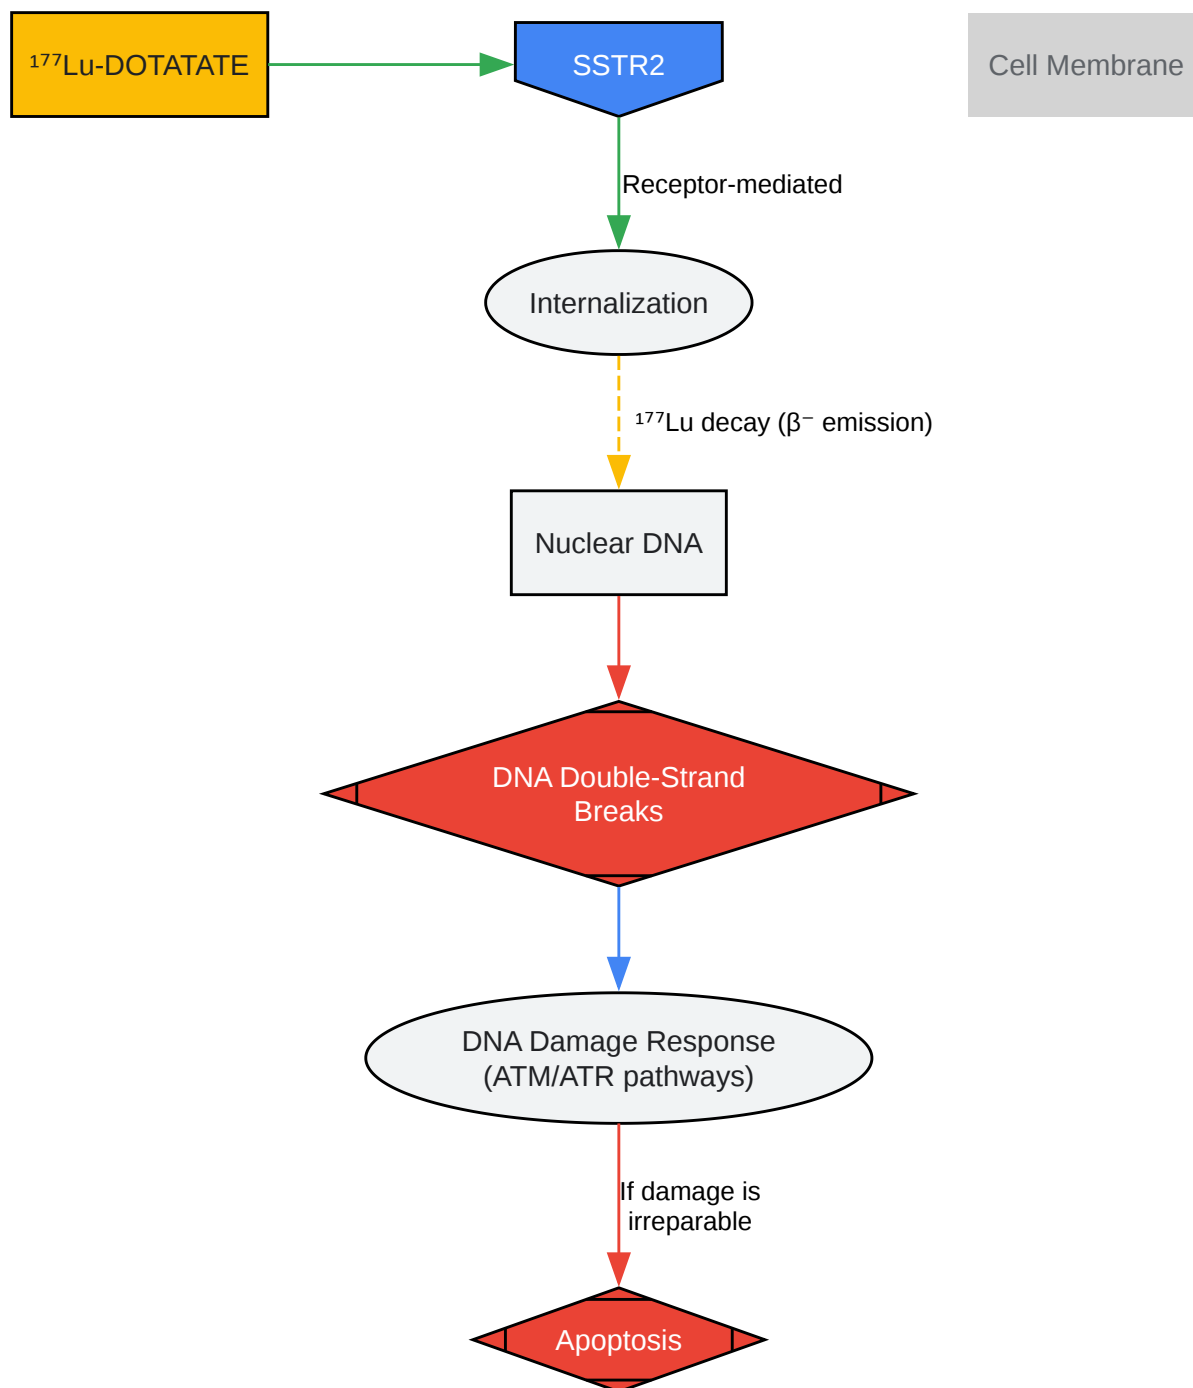 ¹⁷⁷Lu-DOTATATE
SSTR2
Cell Membrane
Receptor-mediated
Internalization
¹⁷⁷Lu decay (β⁻ emission)
Nuclear DNA
DNA Double-Strand
Breaks
DNA Damage Response
(ATM/ATR pathways)
If damage is
irreparable
Apoptosis